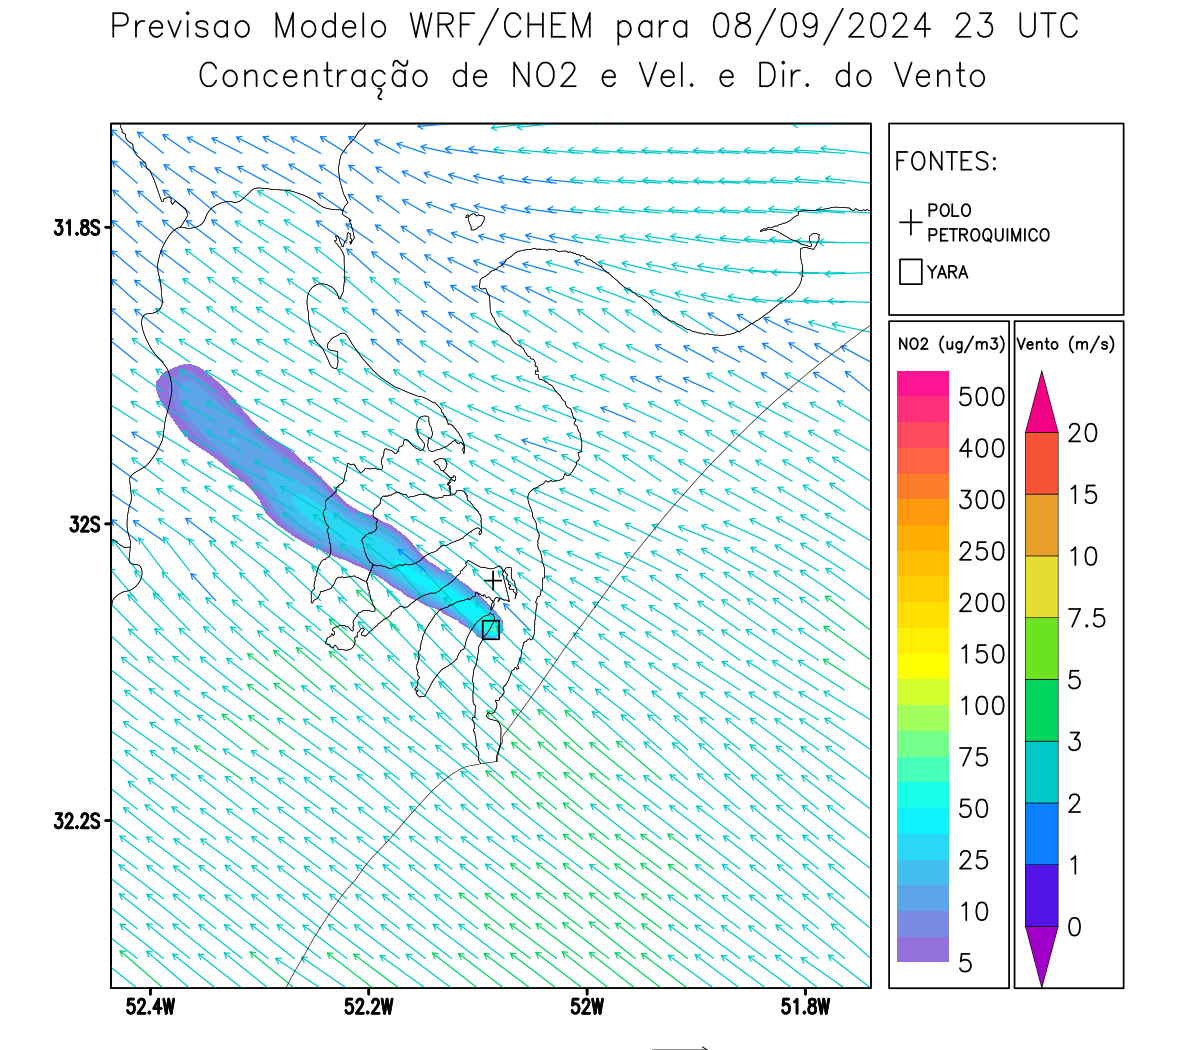 Previsao Modelo WRF/CHEM para 08/09/2024 23 UTC
Concentração de NO2 e Vel. e Dir. do Vento
FONTES:
POLO
PETROQUIMICO
YARA
NO2 (ug/m3)
500
400
300
250
200
150
100
75
50
25
10
5
Vento (m/s)
20
15
10
7.5
5
3
2
1
0
31.8S
32S
32.2S
52.4W 52.2W 52W 51.8W